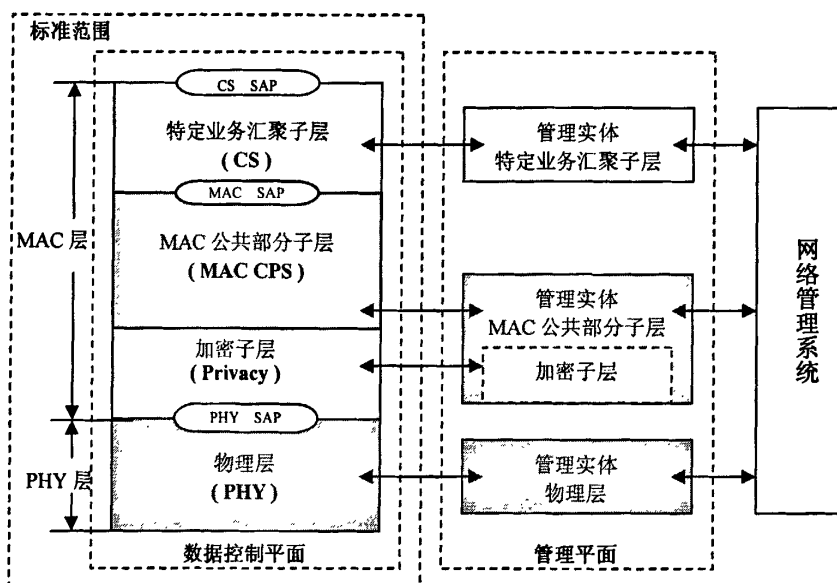 标准范围
CS SAP
特定业务汇聚子层
( CS )
MAC SAP
MAC 公共部分子层
( MAC CPS)
加密子层
(Privacy)
PHY SAP
物理层
( PHY )
数据控制平面
MAC 层
PHY 层
管理实体
特定业务汇聚子层
管理实体
MAC 公共部分子层
加密子层
管理实体
物理层
管理平面
网络管理系统